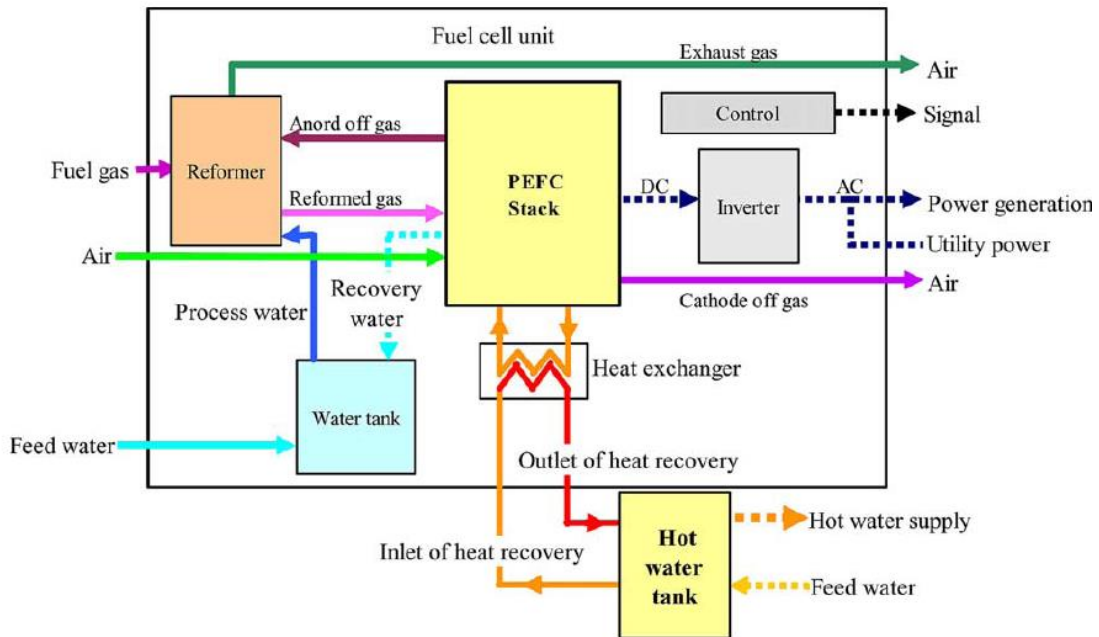 Fuel cell unit
Exhaust gas
Air
Control
Signal
Anord off gas
Fuel gas
Reformer
PEFC
Stack
DC
Inverter
AC
Power generation
Reformed gas
Utility power
Air
Air
Cathode off gas
Recovery
water
Process water
Heat exchanger
Water tank
Feed water
Outlet of heat recovery
Hot water supply
Inlet of heat recovery
Hot
water
tank
Feed water